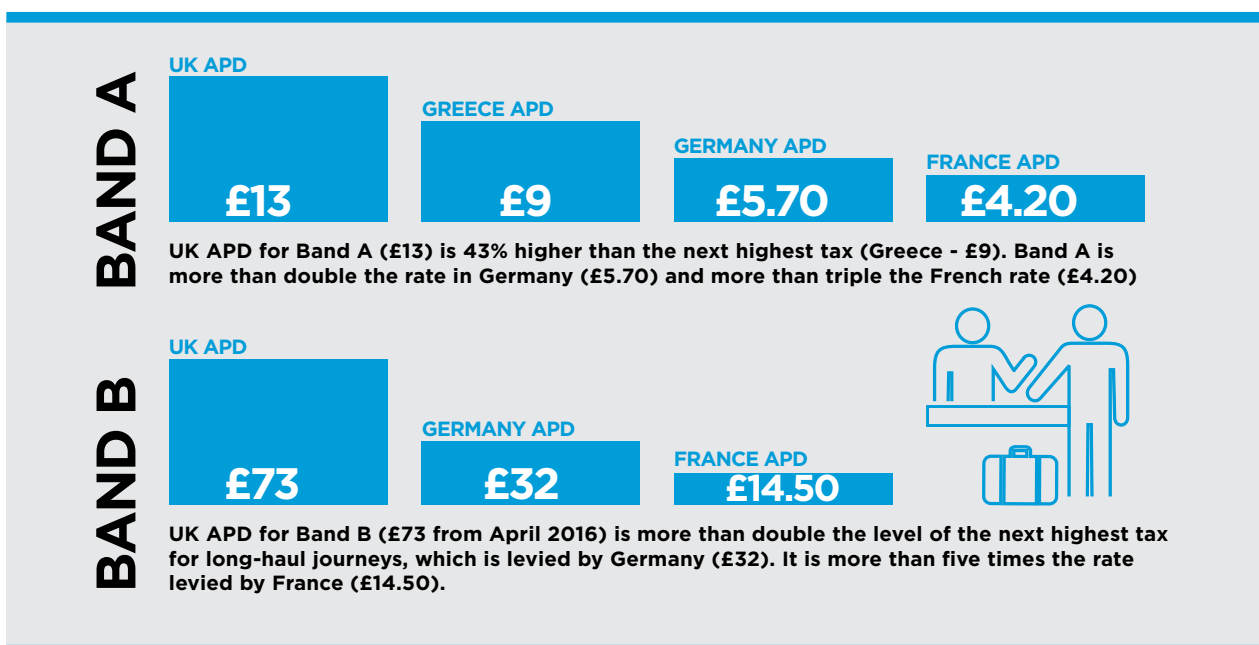 BAND A
UK APD
£13
GREECE APD
£9
GERMANY APD
£5.70
FRANCE APD
£4.20
UK APD for Band A (£13) is 43% higher than the next highest tax (Greece - £9). Band A is
more than double the rate in Germany (£5.70) and more than triple the French rate (£4.20)
BAND B
UK APD
£73
GERMANY APD
£32
FRANCE APD
£14.50
UK APD for Band B (£73 from April 2016) is more than double the level of the next highest tax
for long-haul journeys, which is levied by Germany (£32). It is more than five times the rate
levied by France (£14.50).